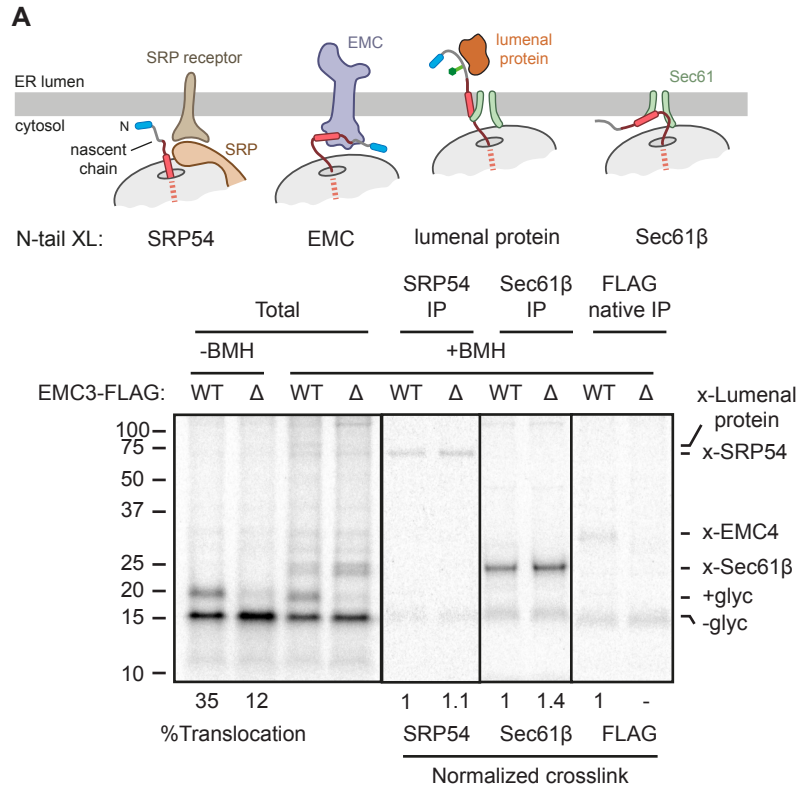 A
EMC
lumenal
protein
SRP receptor
ER lumen
Sec61
cytosol
N
nascent
chain
SRP
N-tail XL: SRP54 EMC lumenal protein Sec61β
Total SRP54 IP Sec61β IP FLAG native IP
-BMH +BMH
EMC3-FLAG: WT Δ WT Δ WT Δ WT Δ WT Δ
x-Lumenal
protein
100
75
x-SRP54
50
37
x-EMC4
25
x-Sec61β
20
+glyc
15
-glyc
10
35 12 1 1.1 1 1.4 1 -
%Translocation SRP54 Sec61β FLAG
Normalized crosslink